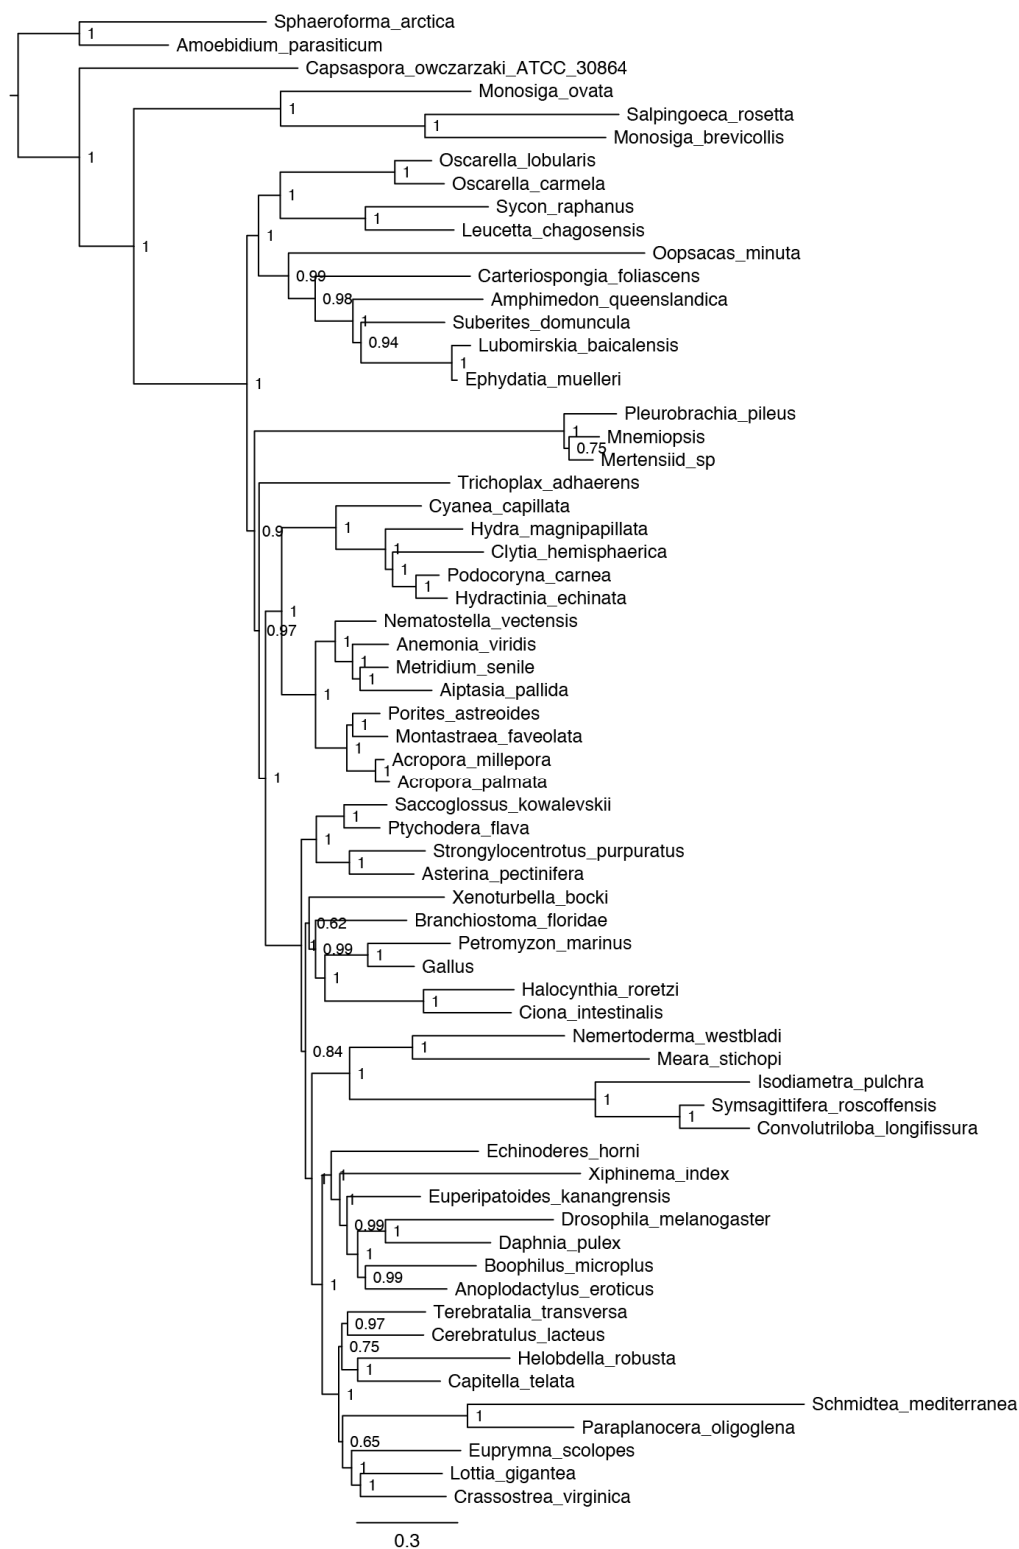 Sphaeroforma_arctica
1
Amoebidium_parasiticum
Capsaspora_owczarzaki_ATCC_30864
Monosiga_ovata
1
Salpingoeca_rosetta
1
Monosiga_brevicollis
1
Oscarella_lobularis
1
Oscarella_carmela
1
Sycon_raphanus
1
Leucetta_chagosensis
1
1
Oopsacas_minuta
0.99
Carteriospongia_foliascens
0.98
Amphimedon_queenslandica
1
Suberites_domuncula
0.94
Lubomirskia_baicalensis
1
Ephydatia_muelleri
1
Pleurobrachia_pileus
1
Mnemiopsis
0.75
Mertensiid_sp
Trichoplax_adhaerens
Cyanea_capillata
1
0.9
Hydra_magnipapillata
1
Clytia_hemisphaerica
1
Podocoryna_carnea
1
Hydractinia_echinata
1
Nematostella_vectensis
0.97
1
Anemonia_viridis
1
Metridium_senile
1
Aiptasia_pallida
1
Porites_astreoides
1
Montastraea_faveolata
1
Acropora_millepora
1
Acropora_palmata
1
Saccoglossus_kowalevskii
1
Ptychodera_flava
1
Strongylocentrotus_purpuratus
1
Asterina_pectinifera
Xenoturbella_bocki
0.62
Branchiostoma_floridae
1
0.99
Petromyzon_marinus
1
Gallus
1
Halocynthia_roretzi
1
Ciona_intestinalis
Nemertoderma_westbladi
1
0.84
Meara_stichopi
1
Isodiametra_pulchra
1
Symsagittifera_roscoffensis
1
Convolutriloba_longifissura
Echinoderes_horni
1
1
Xiphinema_index
1
Euperipatoides_kanangrensis
0.99
Drosophila_melanogaster
1
Daphnia_pulex
1
Boophilus_microplus
0.99
Anoplodactylus_eroticus
1
Terebratalia_transversa
0.97
Cerebratulus_lacteus
0.75
Helobdella_robusta
1
Capitella_telata
1
Schmidtea_mediterranea
1
Paraplanocera_oligoglena
0.65
Euprymna_scolopes
1
Lottia_gigantea
1
Crassostrea_virginica
0.3